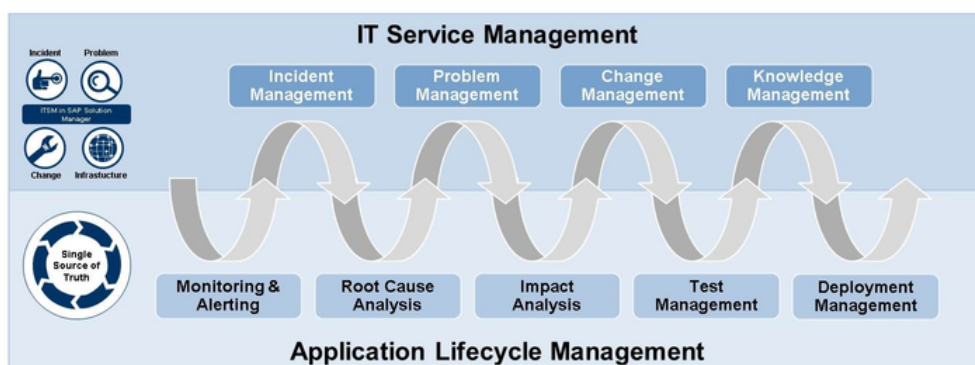 IT Service Management
Incident
Problem
ITSM in SAP Solution
Manager
Change
Infrastucture
Incident
Management
Problem
Management
Change
Management
Knowledge
Management
Single
Source of
Truth
Monitoring &
Alerting
Root Cause
Analysis
Impact
Analysis
Test
Management
Deployment
Management
Application Lifecycle Management